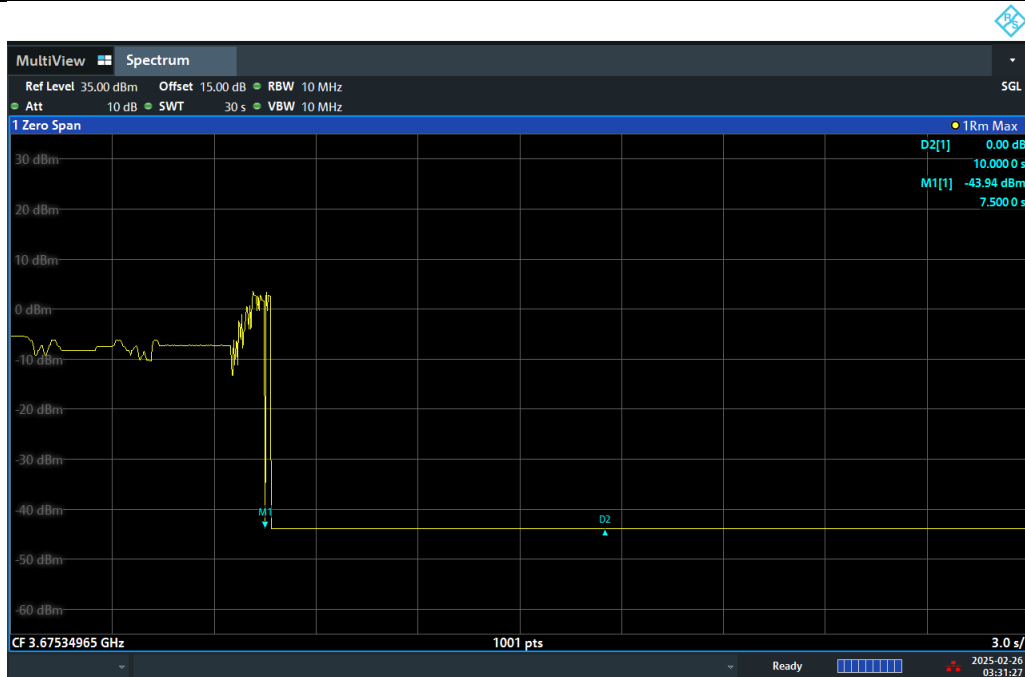 R&S
MultiView Spectrum
Ref Level 35.00 dBm Offset 15.00 dB RBW 10 MHz SGL
Att 10 dB SWT 30 s VBW 10 MHz
1 Zero Span 1Rm Max
D2[1] 0.00 dB
10.000 0 s
M1[1] -43.94 dBm
7.500 0 s
30 dBm
20 dBm
10 dBm
0 dBm
-10 dBm
-20 dBm
-30 dBm
-40 dBm
M1
D2
-50 dBm
-60 dBm
CF 3.67534965 GHz 1001 pts 3.0 s/
Ready 2025-02-26
03:31:27